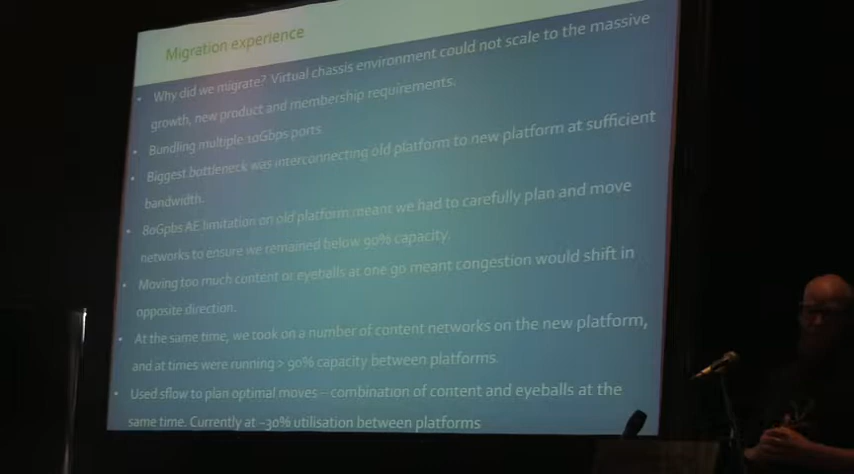 Migration experience
• Why did we migrate? Virtual chassis environment could not scale to the massive
growth, new product and membership requirements.
• Bundling multiple 10Gbps ports.
• Biggest bottleneck was interconnecting old platform to new platform at sufficient
bandwidth.
• 80Gpbs AE limitation on old platform meant we had to carefully plan and move
networks to ensure we remained below 90% capacity.
• Moving too much content or eyeballs at one go meant congestion would shift in
opposite direction.
• At the same time, we took on a number of content networks on the new platform,
and at times were running > 90% capacity between platforms.
• Used sflow to plan optimal moves – combination of content and eyeballs at the
same time. Currently at ~30% utilisation between platforms